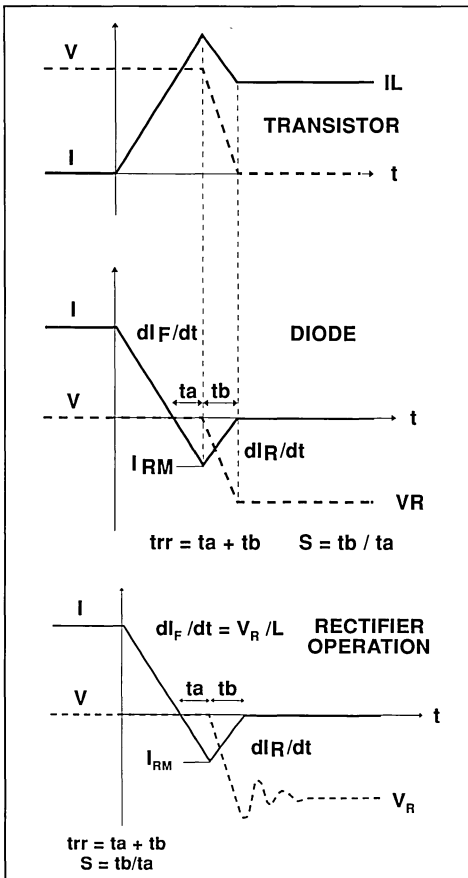 V
IL
TRANSISTOR
I
t
I
dIF/dt
DIODE
ta tb
V
t
IRM
dIR/dt
VR
trr = ta + tb S = tb / ta
I
dIF/dt = VR/L
RECTIFIER
OPERATION
ta tb
V
t
IRM
dIR/dt
VR
trr = ta + tb
S = tb/ta